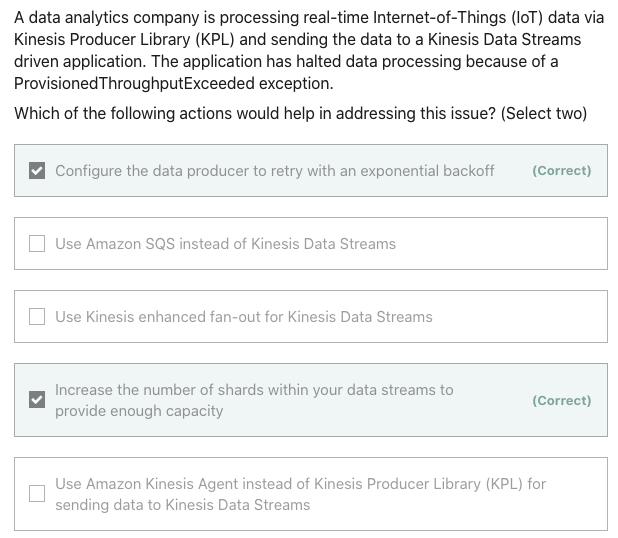 A data analytics company is processing real-time Internet-of-Things (IoT) data via
Kinesis Producer Library (KPL) and sending the data to a Kinesis Data Streams
driven application. The application has halted data processing because of a
ProvisionedThroughputExceeded exception.
Which of the following actions would help in addressing this issue? (Select two)
Configure the data producer to retry with an exponential backoff (Correct)
Use Amazon SQS instead of Kinesis Data Streams
Use Kinesis enhanced fan-out for Kinesis Data Streams
Increase the number of shards within your data streams to
provide enough capacity (Correct)
Use Amazon Kinesis Agent instead of Kinesis Producer Library (KPL) for
sending data to Kinesis Data Streams